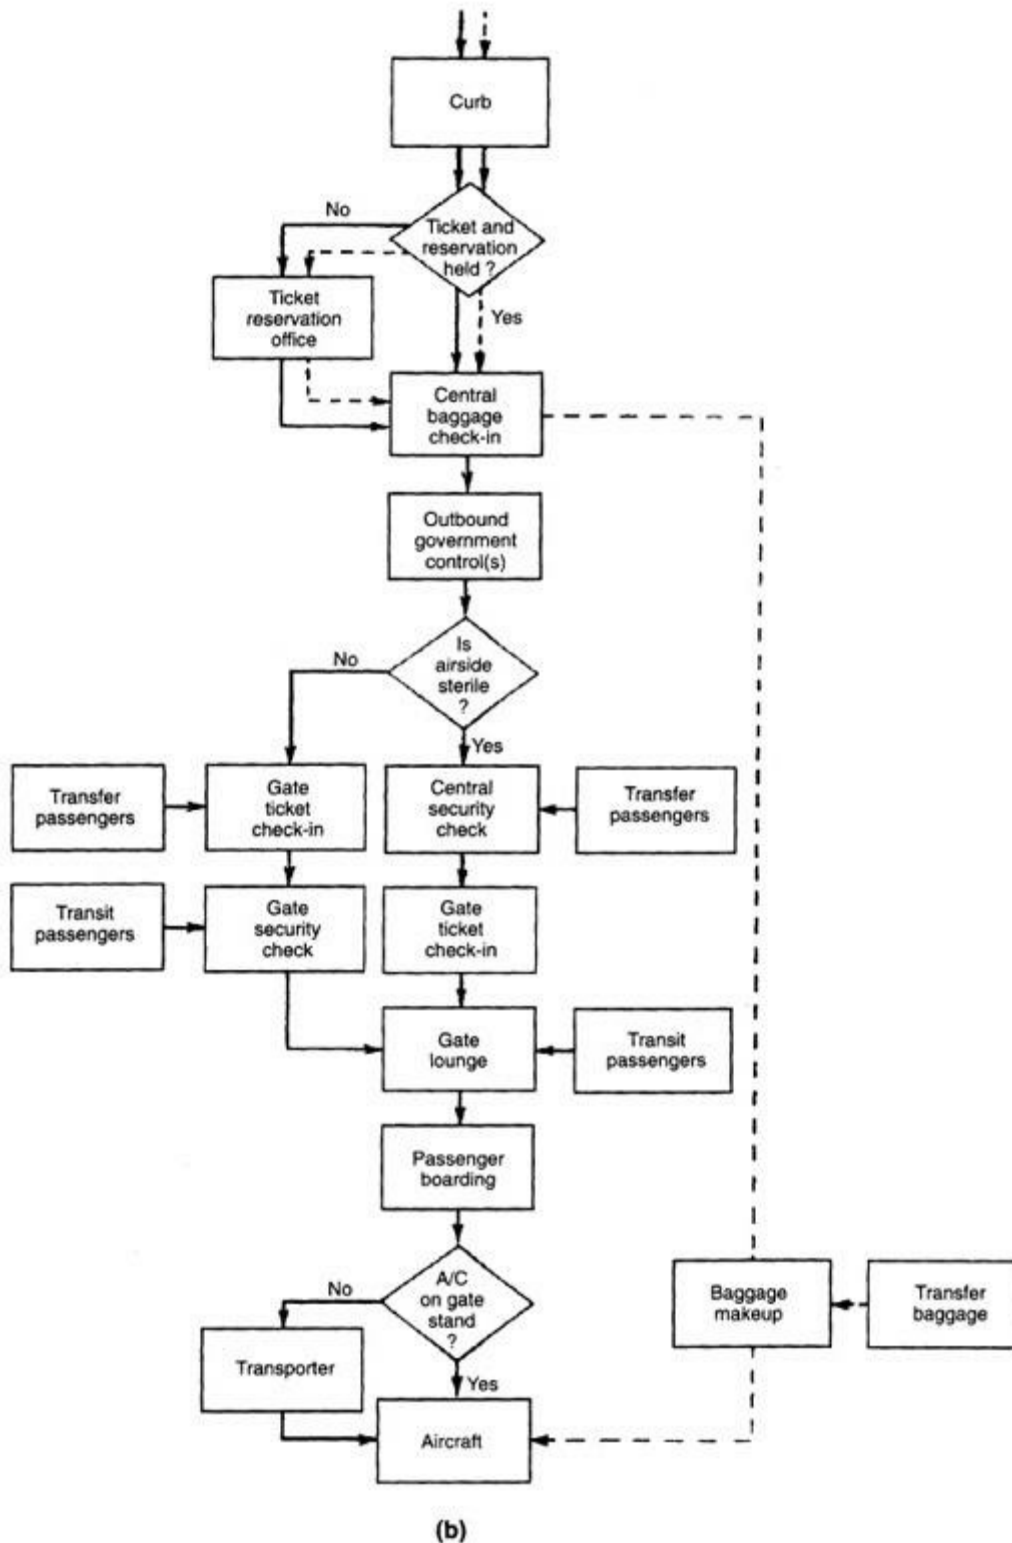 Curb
No
Ticket and
reservation
held ?
Ticket
reservation
office
Yes
Central
baggage
check-in
Outbound
government
control(s)
Is
airside
sterile
?
No
Yes
Transfer
passengers
Gate
ticket
check-in
Central
security
check
Transfer
passengers
Transit
passengers
Gate
security
check
Gate
ticket
check-in
Gate
lounge
Transit
passengers
Passenger
boarding
A/C
on gate
stand
?
No
Baggage
makeup
Transfer
baggage
Transporter
Yes
Aircraft
(b)